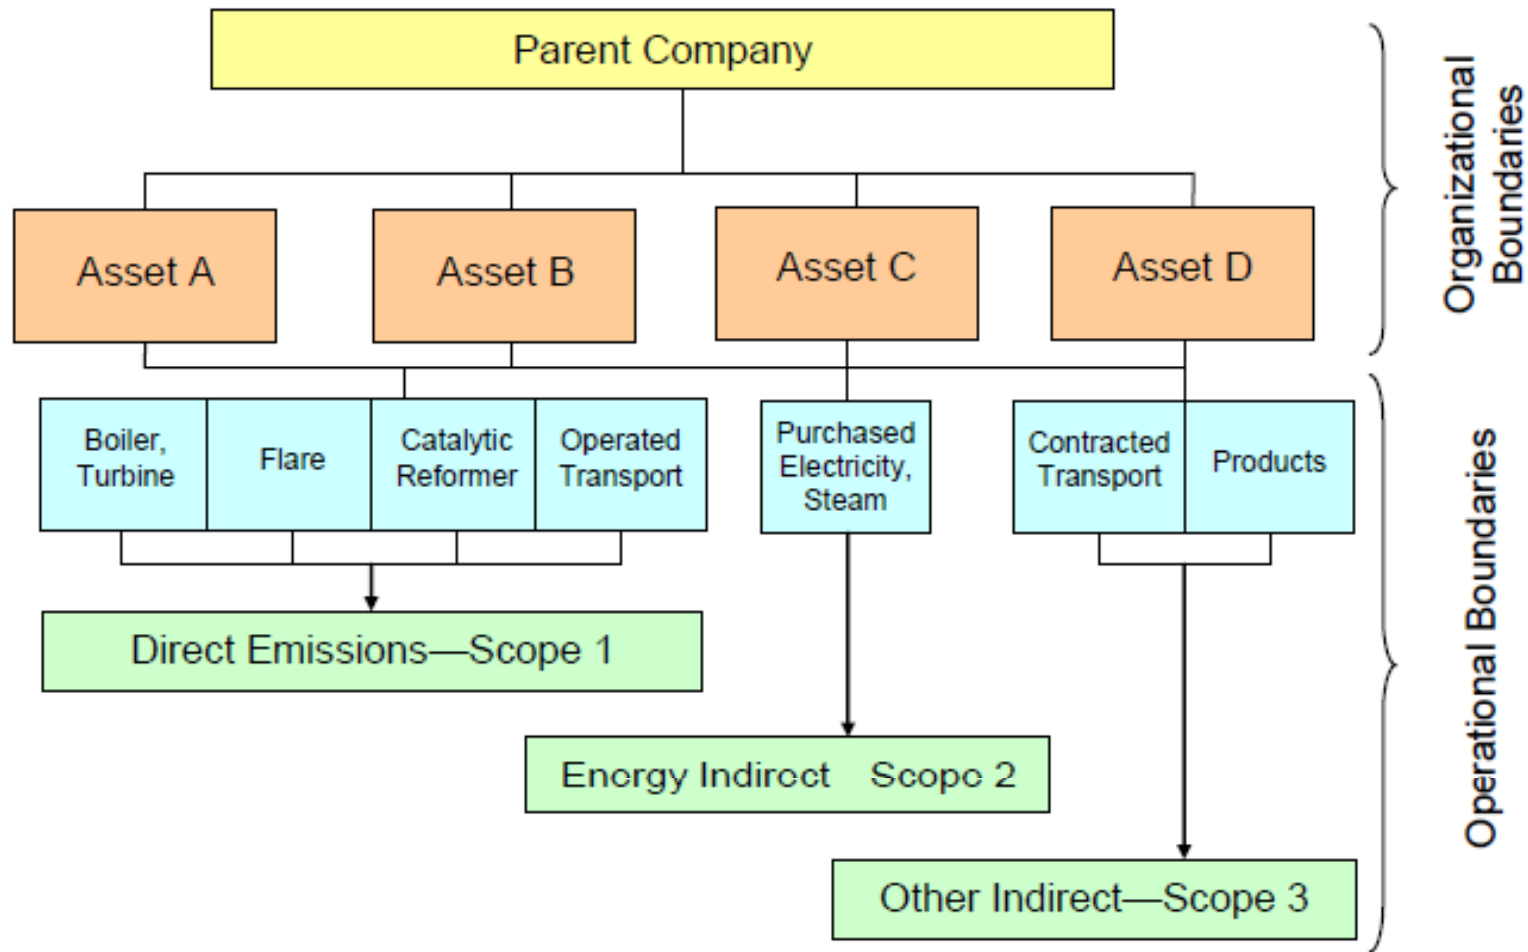 Parent Company
Organizational
Boundaries
Asset A
Asset B
Asset C
Asset D
Boiler,
Turbine
Flare
Catalytic
Reformer
Operated
Transport
Purchased
Electricity,
Steam
Contracted
Transport
Products
Operational Boundaries
Direct Emissions—Scope 1
Energy Indirect Scope 2
Other Indirect—Scope 3